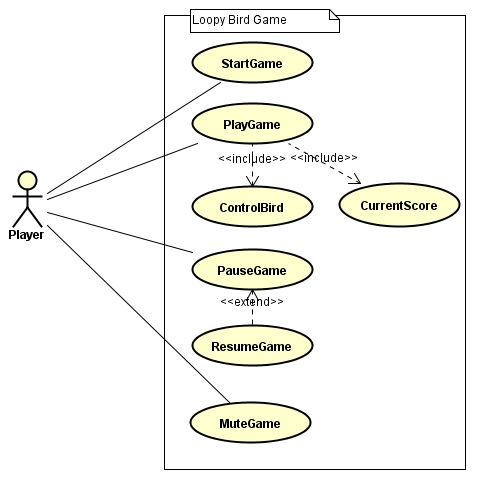 Loopy Bird Game
StartGame
PlayGame
<<include>>
<<include>>
ControlBird
CurrentScore
Player
PauseGame
<<extend>>
ResumeGame
MuteGame